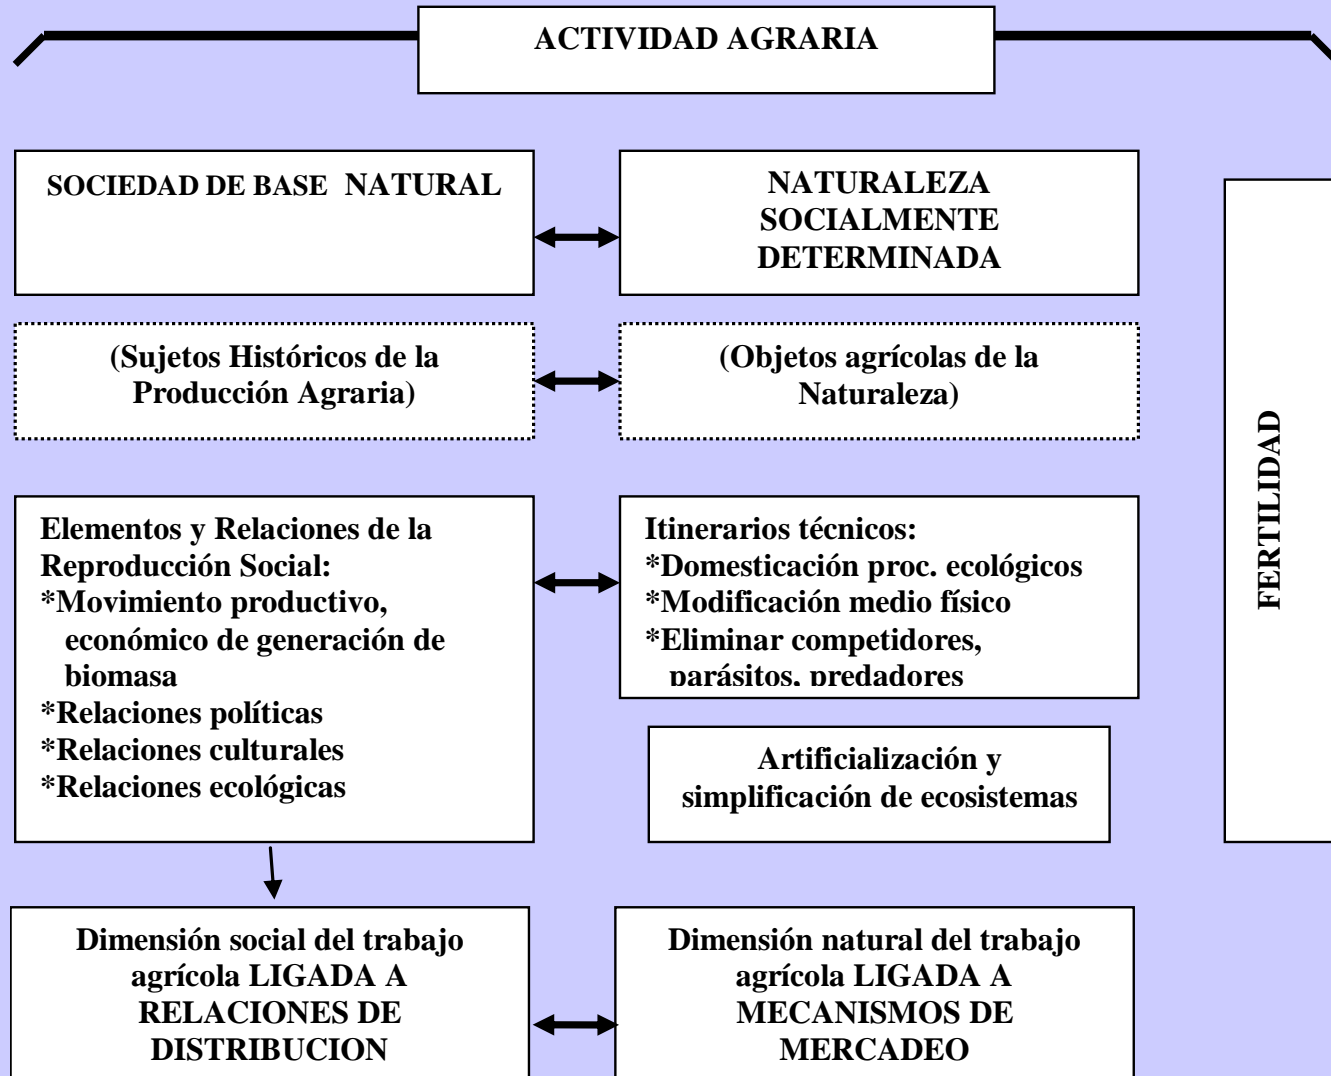 ACTIVIDAD AGRARIA
SOCIEDAD DE BASE NATURAL
NATURALEZA
SOCIALMENTE
DETERMINADA
(Sujetos Históricos de la
Producción Agraria)
(Objetos agrícolas de la
Naturaleza)
Elementos y Relaciones de la
Reproducción Social:
*Movimiento productivo,
económico de generación de
biomasa
*Relaciones políticas
*Relaciones culturales
*Relaciones ecológicas
Itinerarios técnicos:
*Domesticación proc. ecológicos
*Modificación medio físico
*Eliminar competidores,
parásitos, predadores
Artificialización y
simplificación de ecosistemas
Dimensión social del trabajo
agrícola LIGADA A
RELACIONES DE
DISTRIBUCION
Dimensión natural del trabajo
agrícola LIGADA A
MECANISMOS DE
MERCADEO
FERTILIDAD